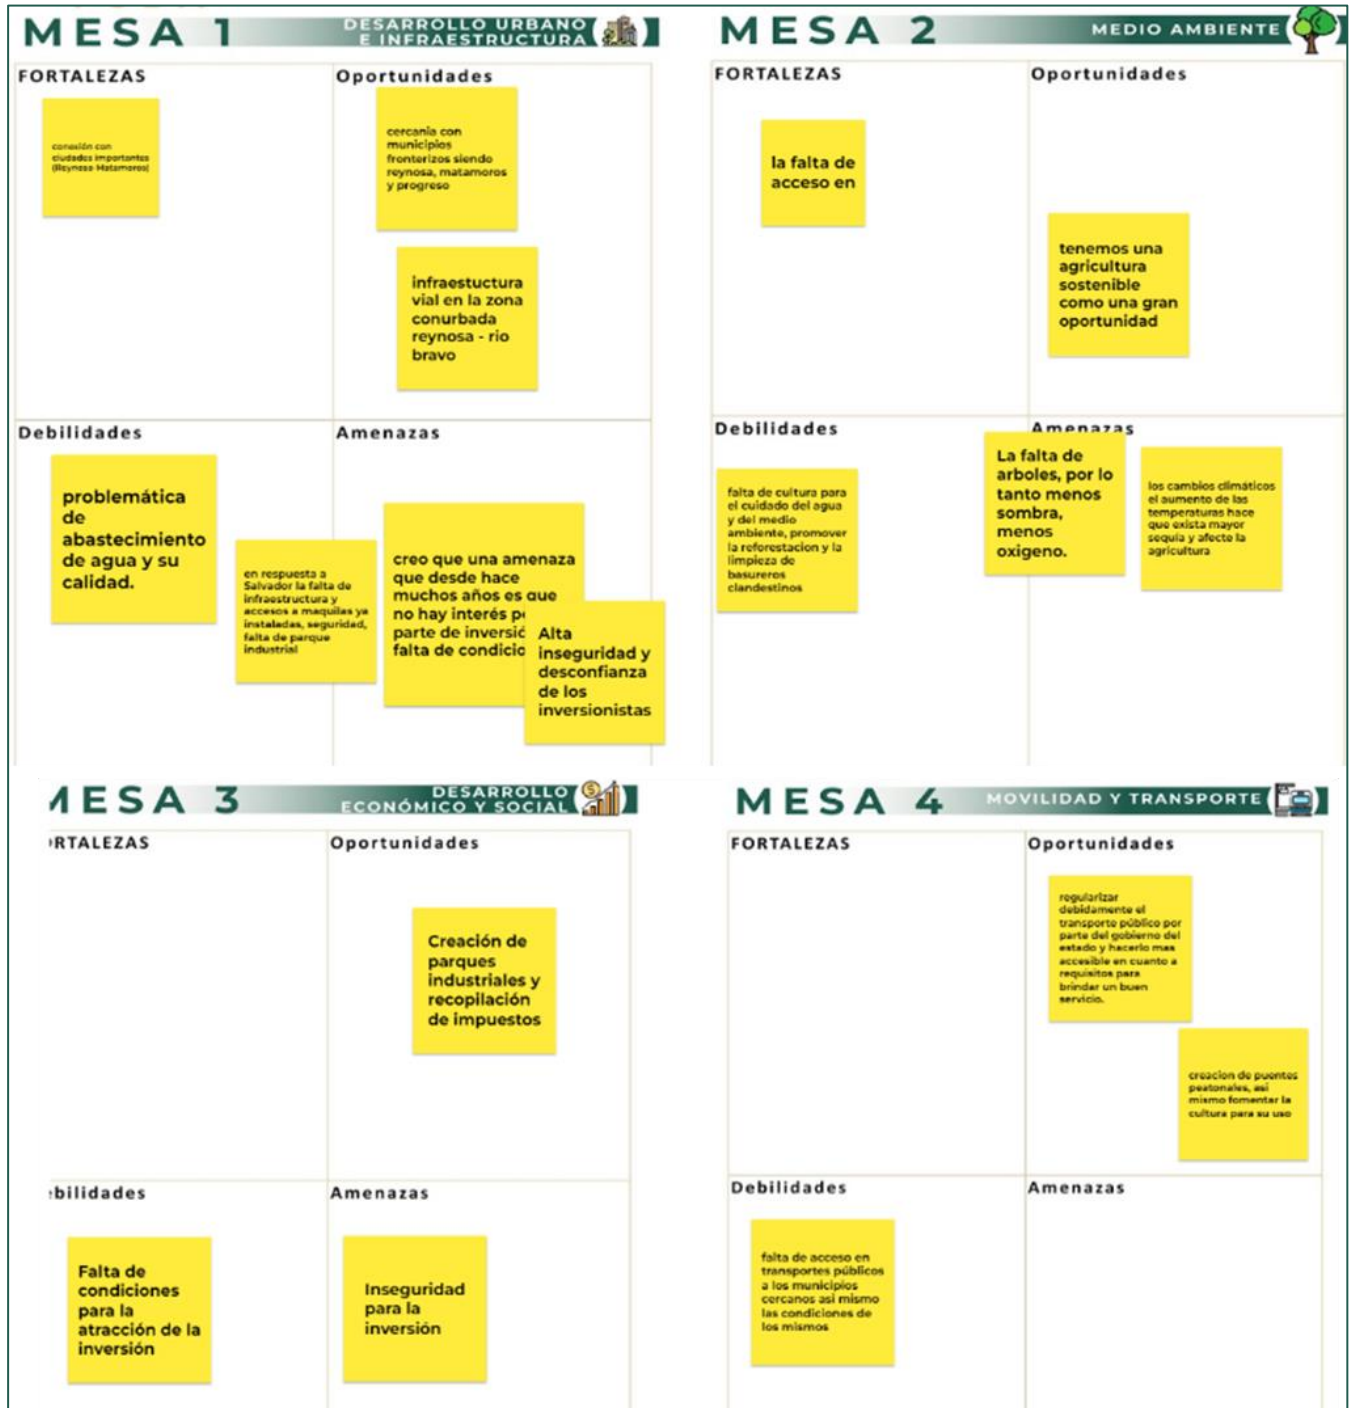 MESA 1
DESARROLLO URBANO
E INFRAESTRUCTURA
FORTALEZAS
conexión con
ciudades importantes
(Reynosa-Matamoros)
Oportunidades
cercania con
municipios
fronterizos siendo
reynosa, matamoros
y progreso
infraestuctura
vial en la zona
conurbada
reynosa - rio
bravo
Debilidades
problemática
de
abastecimiento
de agua y su
calidad.
en respuesta a
Salvador la falta de
infraestructura y
accesos a maquilas ya
instaladas, seguridad,
falta de parque
industrial
Amenazas
creo que una amenaza
que desde hace
muchos años es que
no hay interés
parte de
falta de
Alta
inseguridad y
desconfianza
de los
inversionistas
MESA 2
MEDIO AMBIENTE
FORTALEZAS
la falta de
acceso en
Oportunidades
tenemos una
agricultura
sostenible
como una gran
oportunidad
Debilidades
falta de cultura para
el cuidado del agua
y del medio
ambiente, promover
la reforestacion y la
limpieza de
basureros
clandestinos
Amenazas
La falta de
arboles, por lo
tanto menos
sombra,
menos
oxigeno.
los cambios climáticos
el aumento de las
temperaturas hace
que exista mayor
sequia y afecte la
agricultura
MESA 3
DESARROLLO
ECONÓMICO Y SOCIAL
RTALEZAS
Oportunidades
Creación de
parques
industriales y
recopilación
de impuestos
bilidades
Falta de
condiciones
para la
atracción de la
inversión
Amenazas
Inseguridad
para la
inversión
MESA 4
MOVILIDAD Y TRANSPORTE
FORTALEZAS
Oportunidades
regularizar
debidamente el
transporte público por
parte del gobierno del
estado y hacerlo mas
accesible en cuanto a
requisitos para
brindar un buen
servicio.
creacion de puentes
peatonales, asi
mismo fomentar la
cultura para su uso
Debilidades
falta de acceso en
transportes públicos
a los municipios
cercanos asi mismo
las condiciones de
los mismos
Amenazas